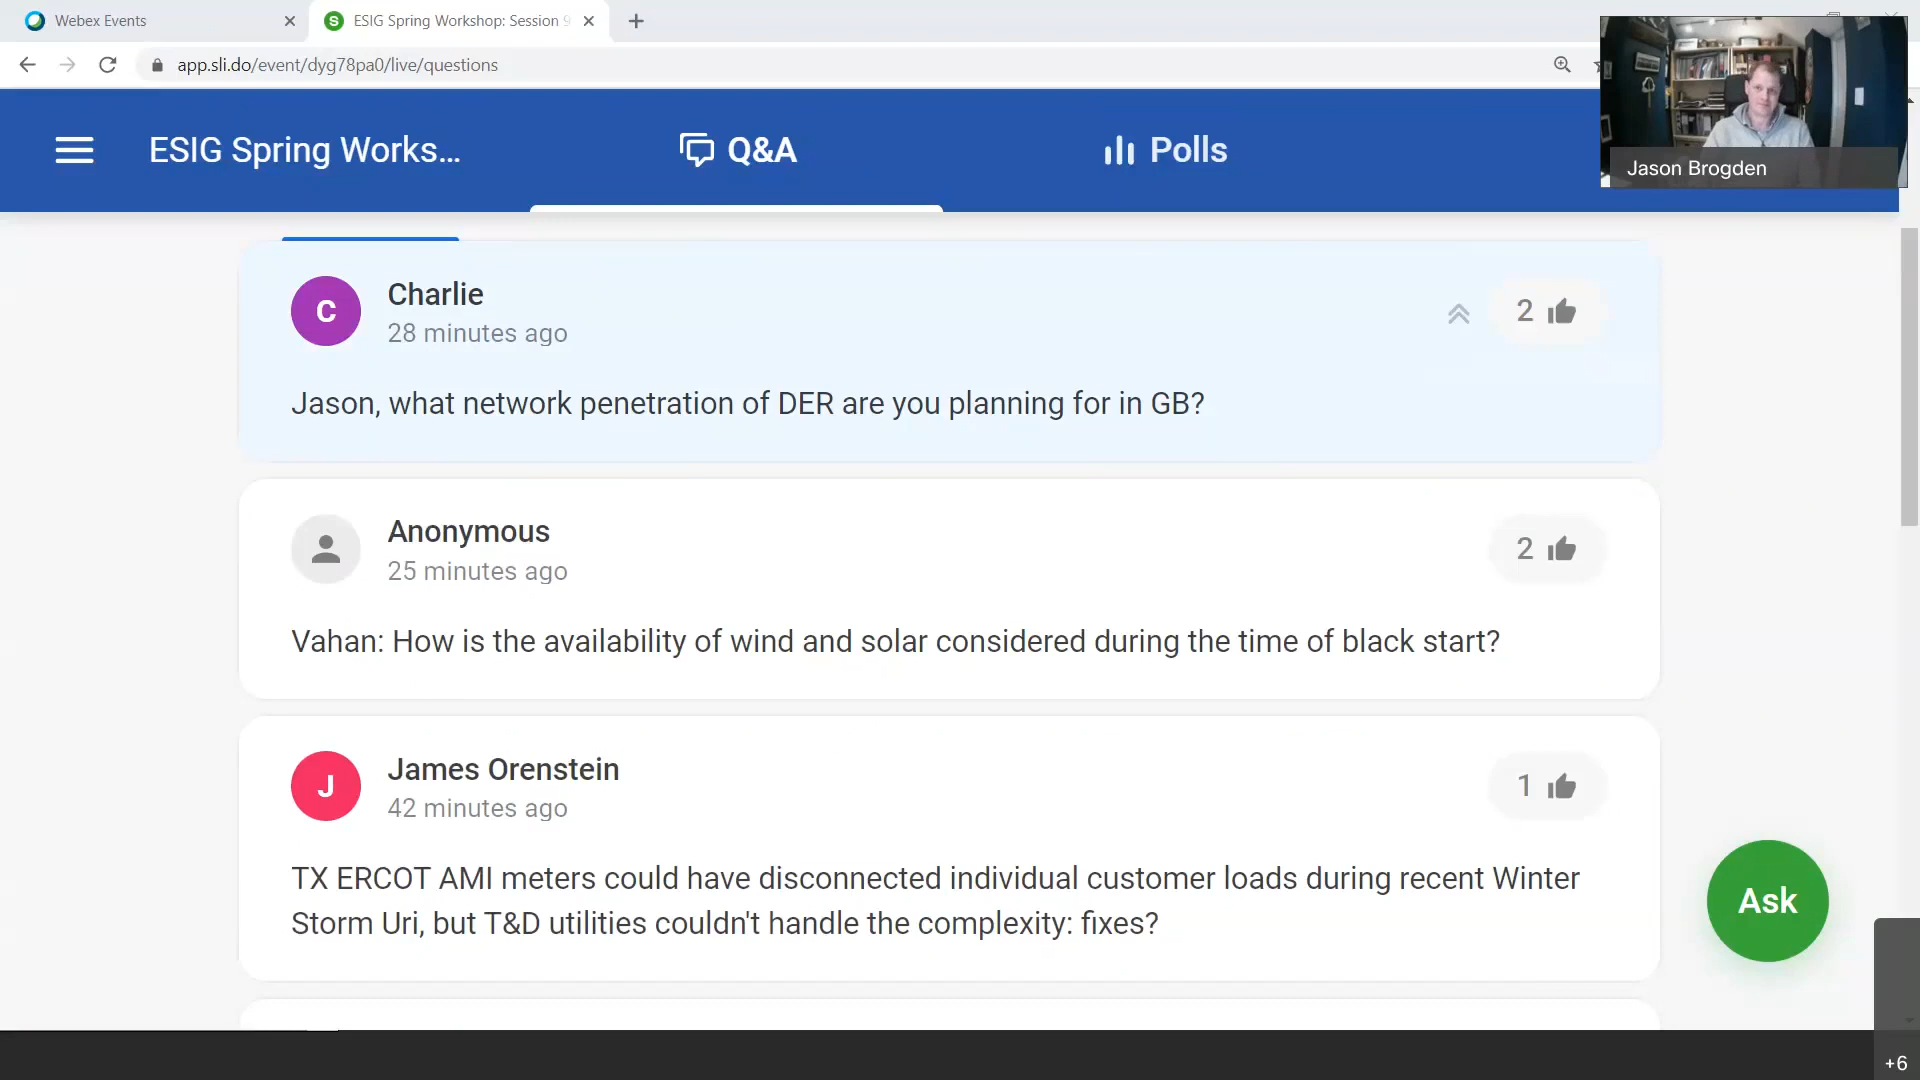 Webex Events
ESIG Spring Workshop: Session 9
app.sli.do/event/dyg78pa0/live/questions
ESIG Spring Works...
Q&A
Polls
Jason Brogden
C
Charlie
28 minutes ago
2
Jason, what network penetration of DER are you planning for in GB?
Anonymous
25 minutes ago
2
Vahan: How is the availability of wind and solar considered during the time of black start?
J
James Orenstein
42 minutes ago
1
TX ERCOT AMI meters could have disconnected individual customer loads during recent Winter
Storm Uri, but T&D utilities couldn't handle the complexity: fixes?
Ask
+6